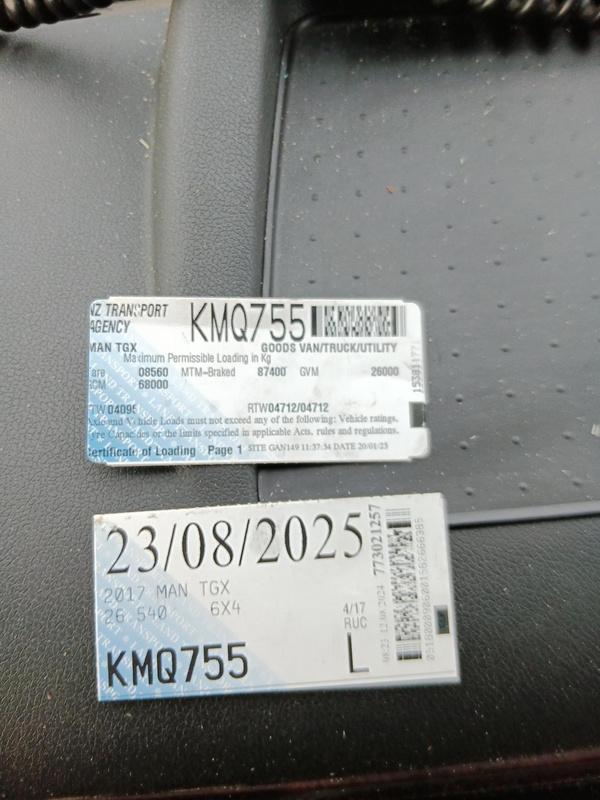 NZ TRANSPORT
AGENCY
KMQ755
MAN TGX GOODS VAN/TRUCK/UTILITY
Maximum Permissible Loading in Kg
are 08560 MTM-Braked 87400 GVM 26000
GCM 68000
RTW04712/04712
Axle and Vehicle Loads must not exceed any of the following: Vehicle ratings,
Tyre Capacities or the limits specified in applicable Acts, rules and regulations.
Certificate of Loading Page 1 SITE GAN149 11:37:34 DATE 20/01/23
23/08/2025
2017 MAN TGX
26 540 6X4
4/17
RUC
KMQ755
L
773021257